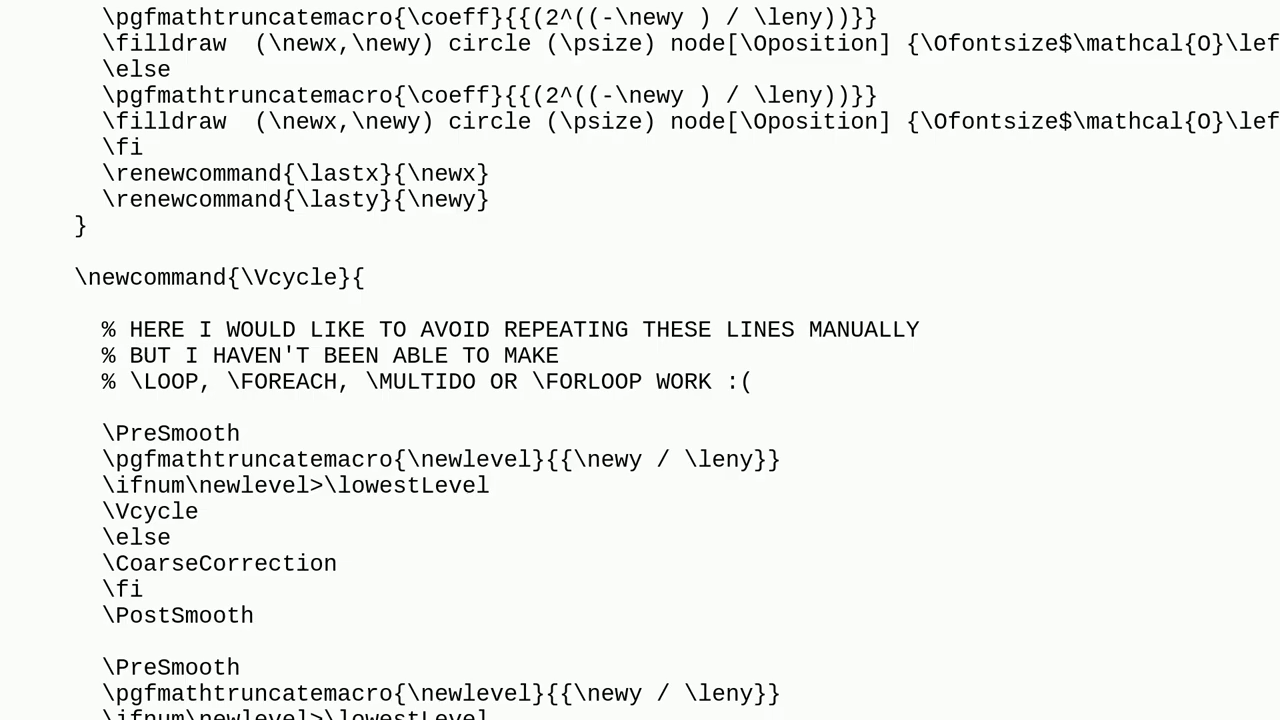 \pgfmathtruncatemacro{\coeff}{{(2^((-\newy ) / \leny))}}
\filldraw  (\newx,\newy) circle (\psize) node[\Oposition] {\Ofontsize$\mathcal{O}\lef
\else
\pgfmathtruncatemacro{\coeff}{{(2^((-\newy ) / \leny))}}
\filldraw  (\newx,\newy) circle (\psize) node[\Oposition] {\Ofontsize$\mathcal{O}\lef
\fi
\renewcommand{\lastx}{\newx}
\renewcommand{\lasty}{\newy}
}
\newcommand{\Vcycle}{
% HERE I WOULD LIKE TO AVOID REPEATING THESE LINES MANUALLY
% BUT I HAVEN'T BEEN ABLE TO MAKE
% \LOOP, \FOREACH, \MULTIDO OR \FORLOOP WORK :(
\PreSmooth
\pgfmathtruncatemacro{\newlevel}{{\newy / \leny}}
\ifnum\newlevel>\lowestLevel
\Vcycle
\else
\CoarseCorrection
\fi
\PostSmooth
\PreSmooth
\pgfmathtruncatemacro{\newlevel}{{\newy / \leny}}
\ifnum\newlevel>\lowestLevel